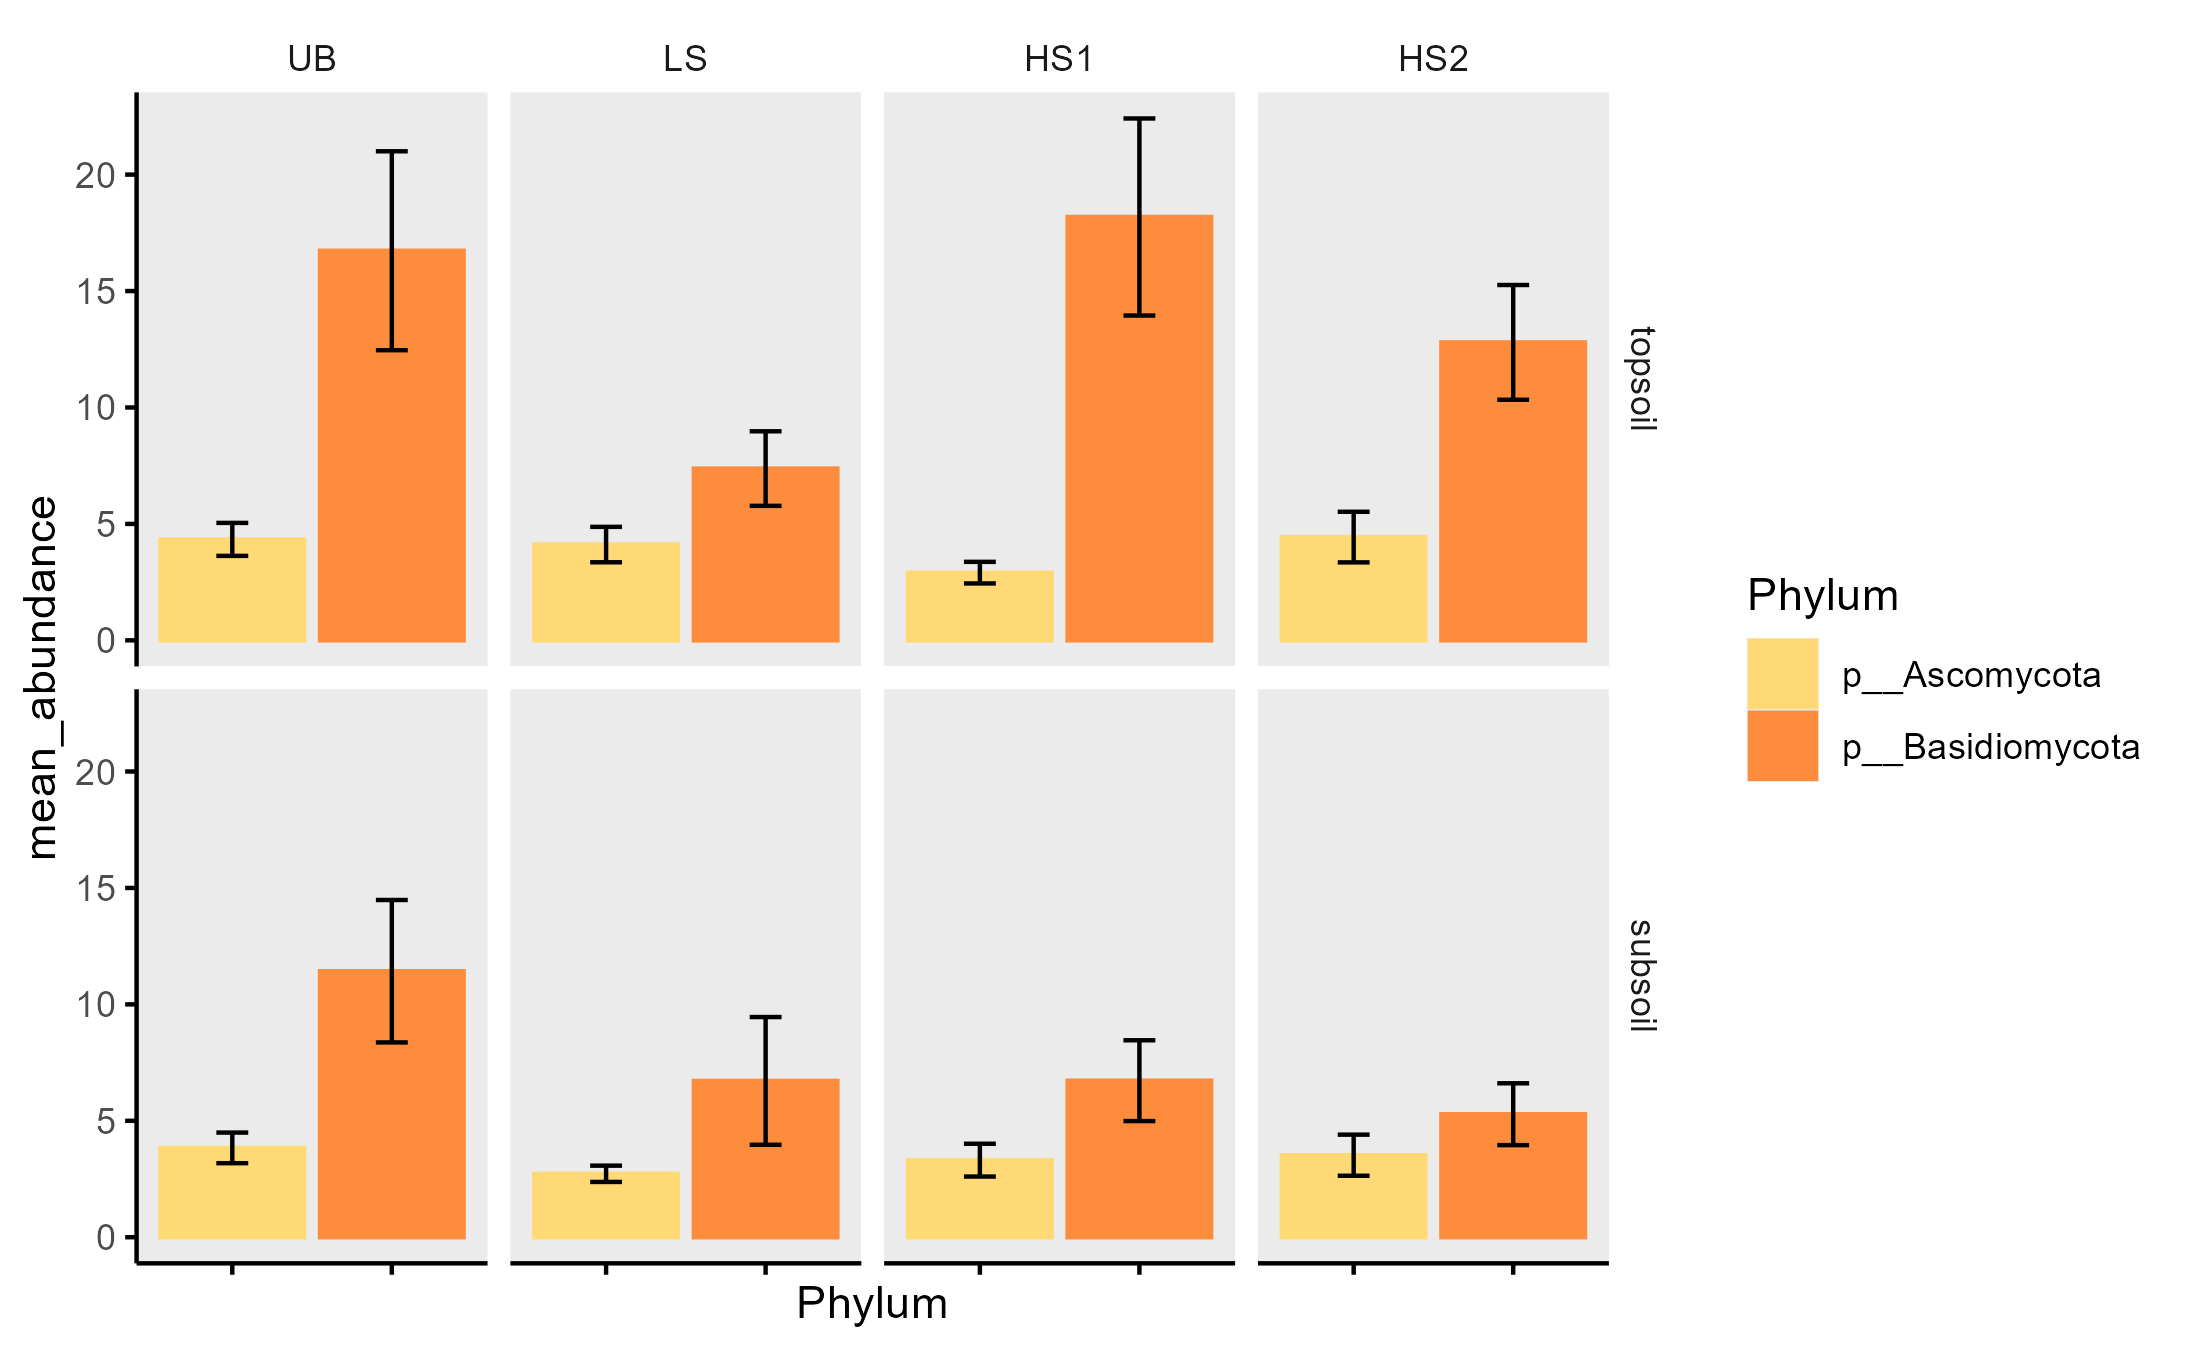 UB
LS
HS1
HS2
mean_abundance
20
15
10
5
0
topsoil
20
15
10
5
0
subsoil
Phylum
Phylum
p__Ascomycota
p__Basidiomycota